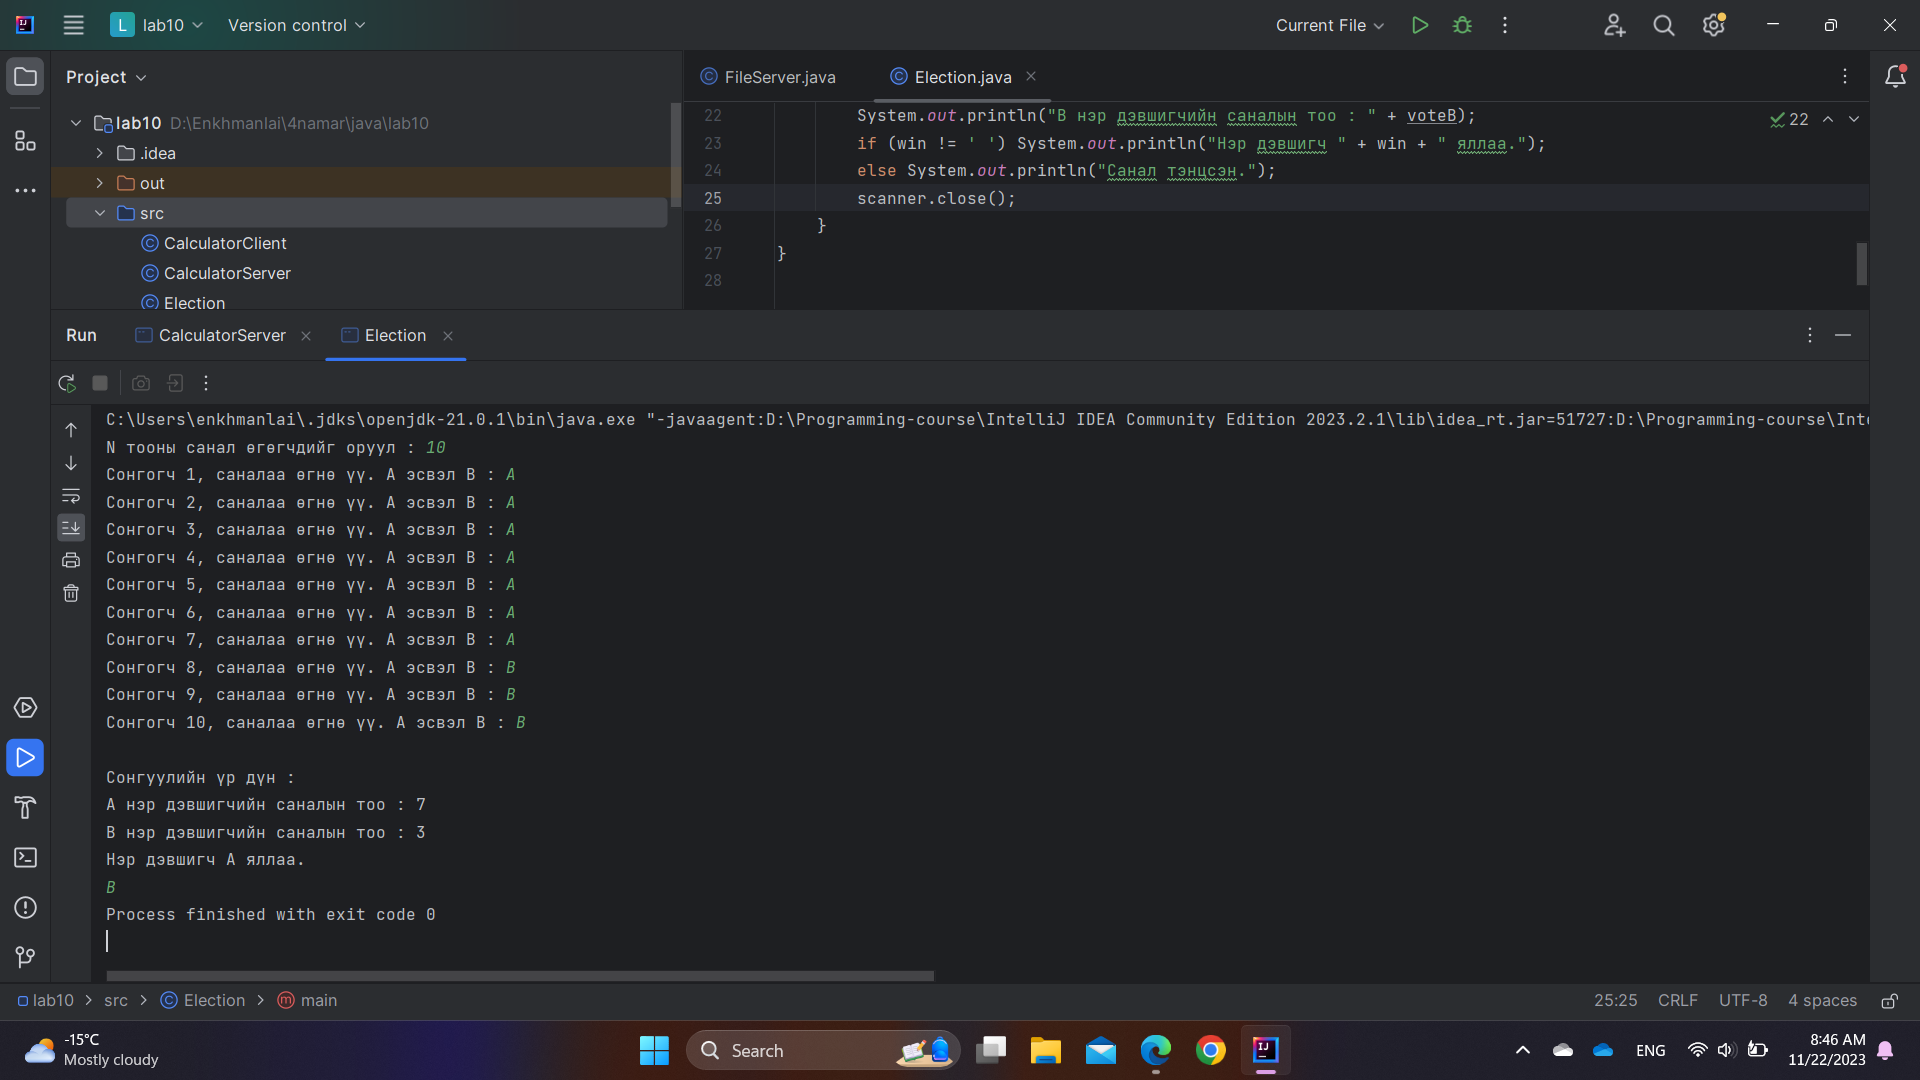 L lab10 Version control Current File
Project
FileServer.java Election.java
lab10 D:\Enkhmanlai\4namar\java\lab10
.idea
out
src
CalculatorClient
CalculatorServer
Election
22 System.out.println("B нэр дэвшигчийн саналын тоо : " + voteB); 22
23 if (win != ' ') System.out.println("Нэр дэвшигч " + win + " яллаа.");
24 else System.out.println("Санал тэнцсэн.");
25 scanner.close();
26 }
27 }
28
Run CalculatorServer Election
C:\Users\enkhmanlai\.jdks\openjdk-21.0.1\bin\java.exe "-javaagent:D:\Programming-course\IntelliJ IDEA Community Edition 2023.2.1\lib\idea_rt.jar=51727:D:\Programming-course\Inte
N тооны санал өгөгчдийг оруул : 10
Сонгогч 1, саналаа өгнө үү. A эсвэл B : A
Сонгогч 2, саналаа өгнө үү. A эсвэл B : A
Сонгогч 3, саналаа өгнө үү. A эсвэл B : A
Сонгогч 4, саналаа өгнө үү. A эсвэл B : A
Сонгогч 5, саналаа өгнө үү. A эсвэл B : A
Сонгогч 6, саналаа өгнө үү. A эсвэл B : A
Сонгогч 7, саналаа өгнө үү. A эсвэл B : A
Сонгогч 8, саналаа өгнө үү. A эсвэл B : B
Сонгогч 9, саналаа өгнө үү. A эсвэл B : B
Сонгогч 10, саналаа өгнө үү. A эсвэл B : B
Сонгуулийн үр дүн :
A нэр дэвшигчийн саналын тоо : 7
B нэр дэвшигчийн саналын тоо : 3
Нэр дэвшигч A яллаа.
B
Process finished with exit code 0
lab10 > src > Election > main 25:25 CRLF UTF-8 4 spaces
-15°C
Mostly cloudy
Search
ENG
8:46 AM
11/22/2023